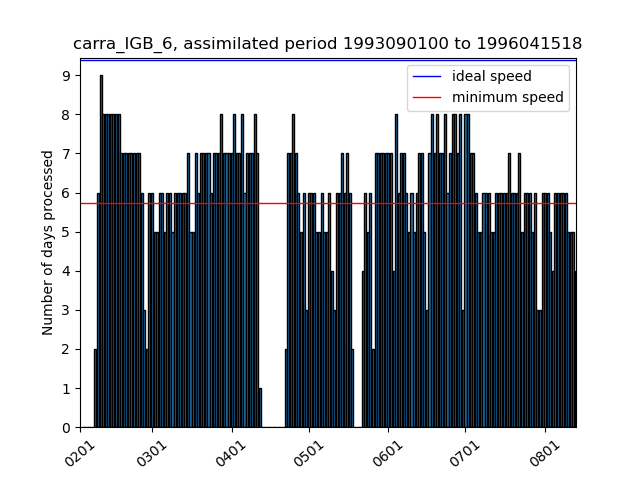 carra_IGB_6, assimilated period 1993090100 to 1996041518
ideal speed
minimum speed
Number of days processed
9
8
7
6
5
4
3
2
1
0
0201 0301 0401 0501 0601 0701 0801